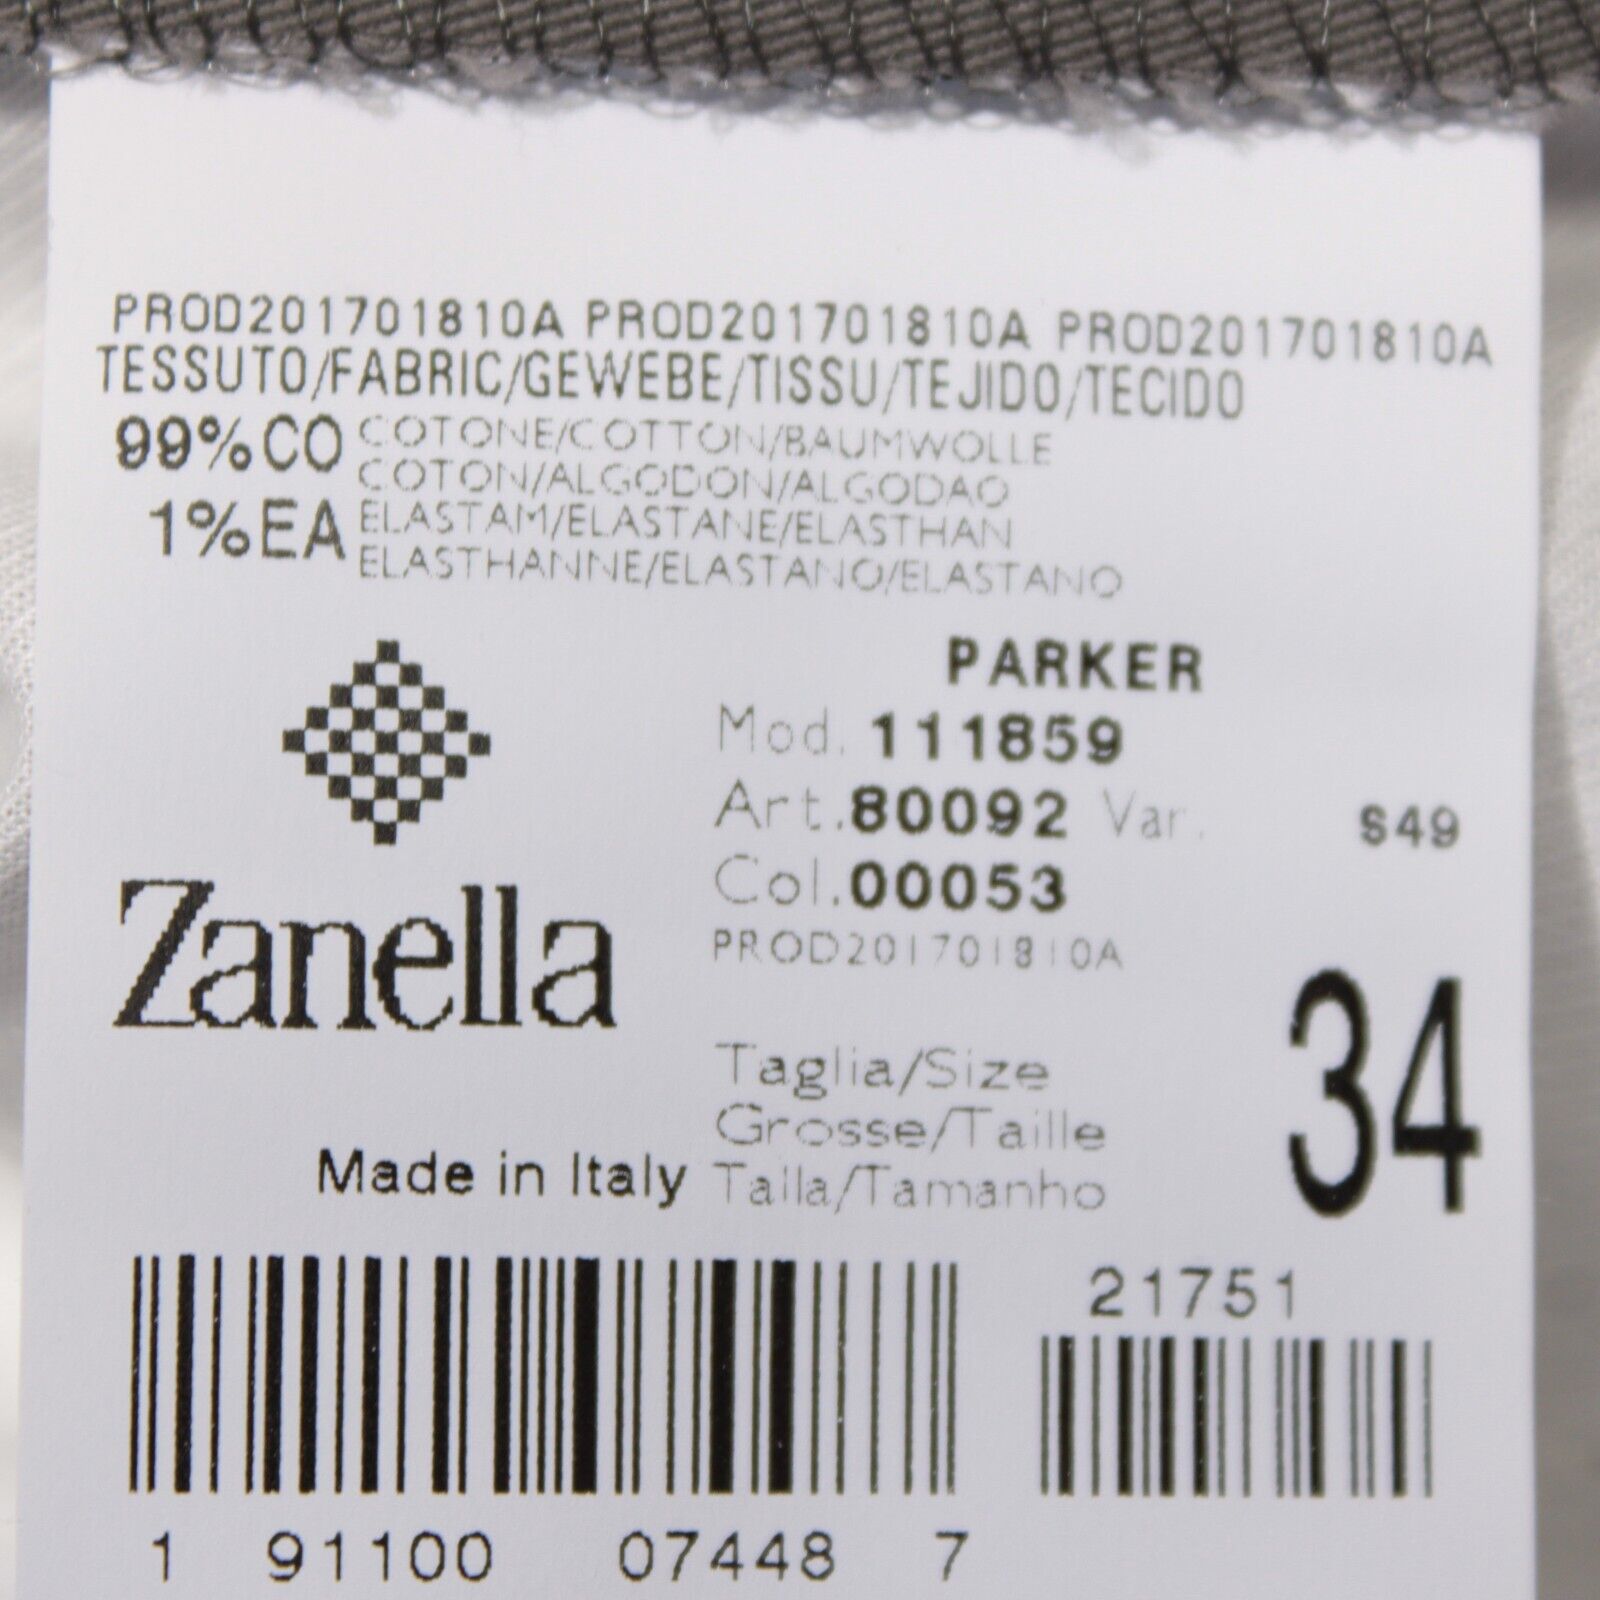 PROD201701810A PROD201701810A PROD201701810A
TESSUTO/FABRIC/GEWEBE/TISSU/TEJIDO/TECIDO
99%CO COTONE/COTTON/BAUMWOLLE
COTON/ALGODON/ALGODAO
1%EA ELASTAM/ELASTANE/ELASTHAN
ELASTHANNE/ELASTANO/ELASTANO
PARKER
Mod. 111859
Art.80092 Var. S49
Col.00053
PROD201701810A
Zanella
Taglia/Size
Grosse/Taille
Talla/Tamanho
34
Made in Italy
21751
1 91100 07448 7